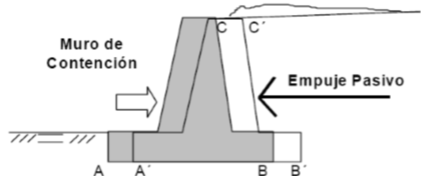 C C´
Muro de
Contención
Empuje Pasivo
A A´ B B´